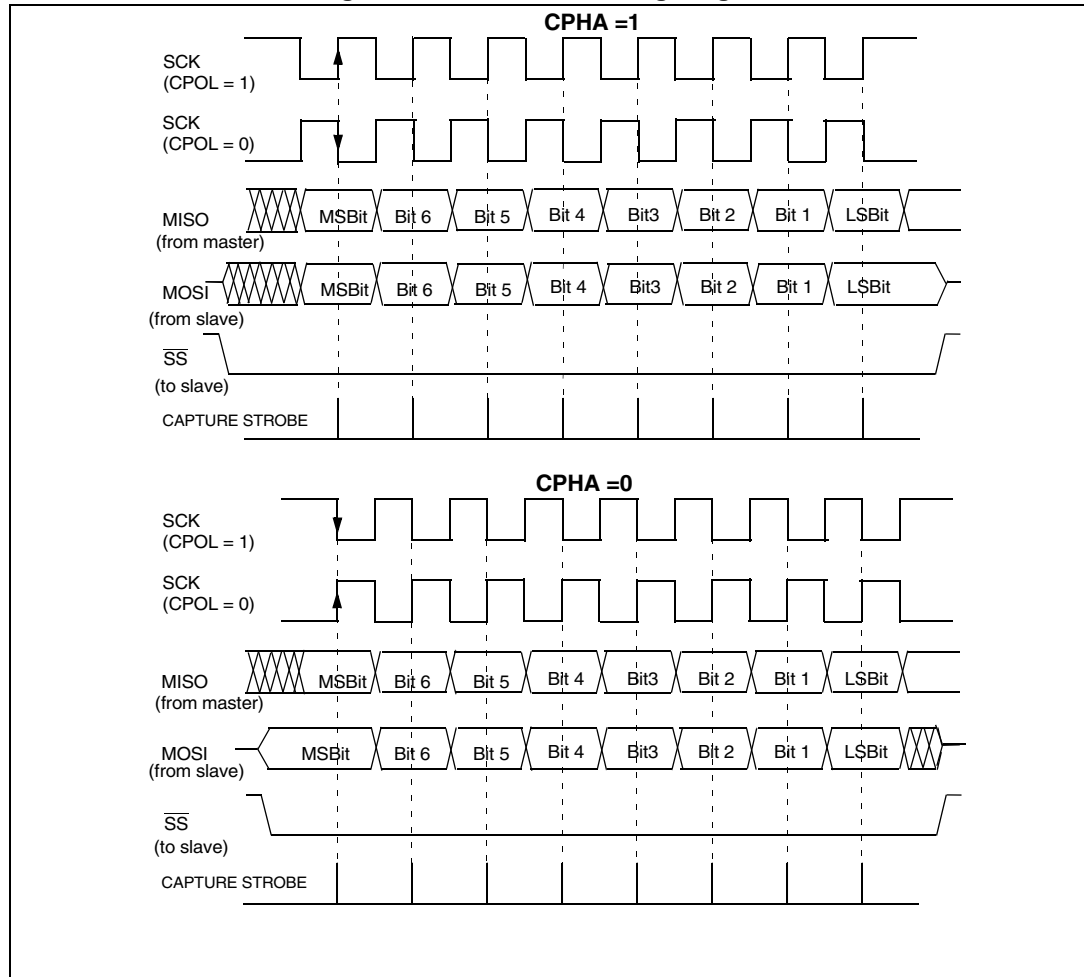 CPHA =1
SCK
(CPOL = 1)
SCK
(CPOL = 0)
MISO
(from master)
MSBit Bit 6 Bit 5 Bit 4 Bit3 Bit 2 Bit 1 LSBit
MOSI
(from slave)
MSBit Bit 6 Bit 5 Bit 4 Bit3 Bit 2 Bit 1 LSBit
SS
(to slave)
CAPTURE STROBE
CPHA =0
SCK
(CPOL = 1)
SCK
(CPOL = 0)
MISO
(from master)
MSBit Bit 6 Bit 5 Bit 4 Bit3 Bit 2 Bit 1 LSBit
MOSI
(from slave)
MSBit Bit 6 Bit 5 Bit 4 Bit3 Bit 2 Bit 1 LSBit
SS
(to slave)
CAPTURE STROBE